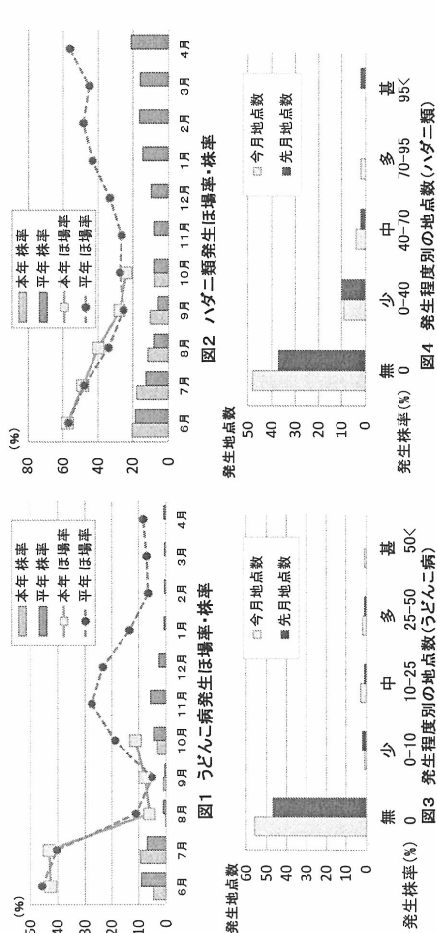 (%)
50
40
30
20
10
0
本年 株率
平年 株率
本年 ほ場率
平年 ほ場率
6月 7月 8月 9月 10月 11月 12月 1月 2月 3月 4月
図1 うどんこ病発生ほ場率・株率
(%)
80
60
40
20
0
本年 株率
平年 株率
本年 ほ場率
平年 ほ場率
6月 7月 8月 9月 10月 11月 12月 1月 2月 3月 4月
図2 ハダニ類発生ほ場率・株率
発生地点数
60
50
40
30
20
10
0
今月地点数
先月地点数
無 少 中 多 甚
発生株率(%) 0 0-10 10-25 25-50 50<
図3 発生程度別の地点数(うどんこ病)
発生地点数
50
40
30
20
10
0
今月地点数
先月地点数
無 少 中 多 甚
発生株率(%) 0 0-40 40-70 70-95 95<
図4 発生程度別の地点数(ハダニ類)